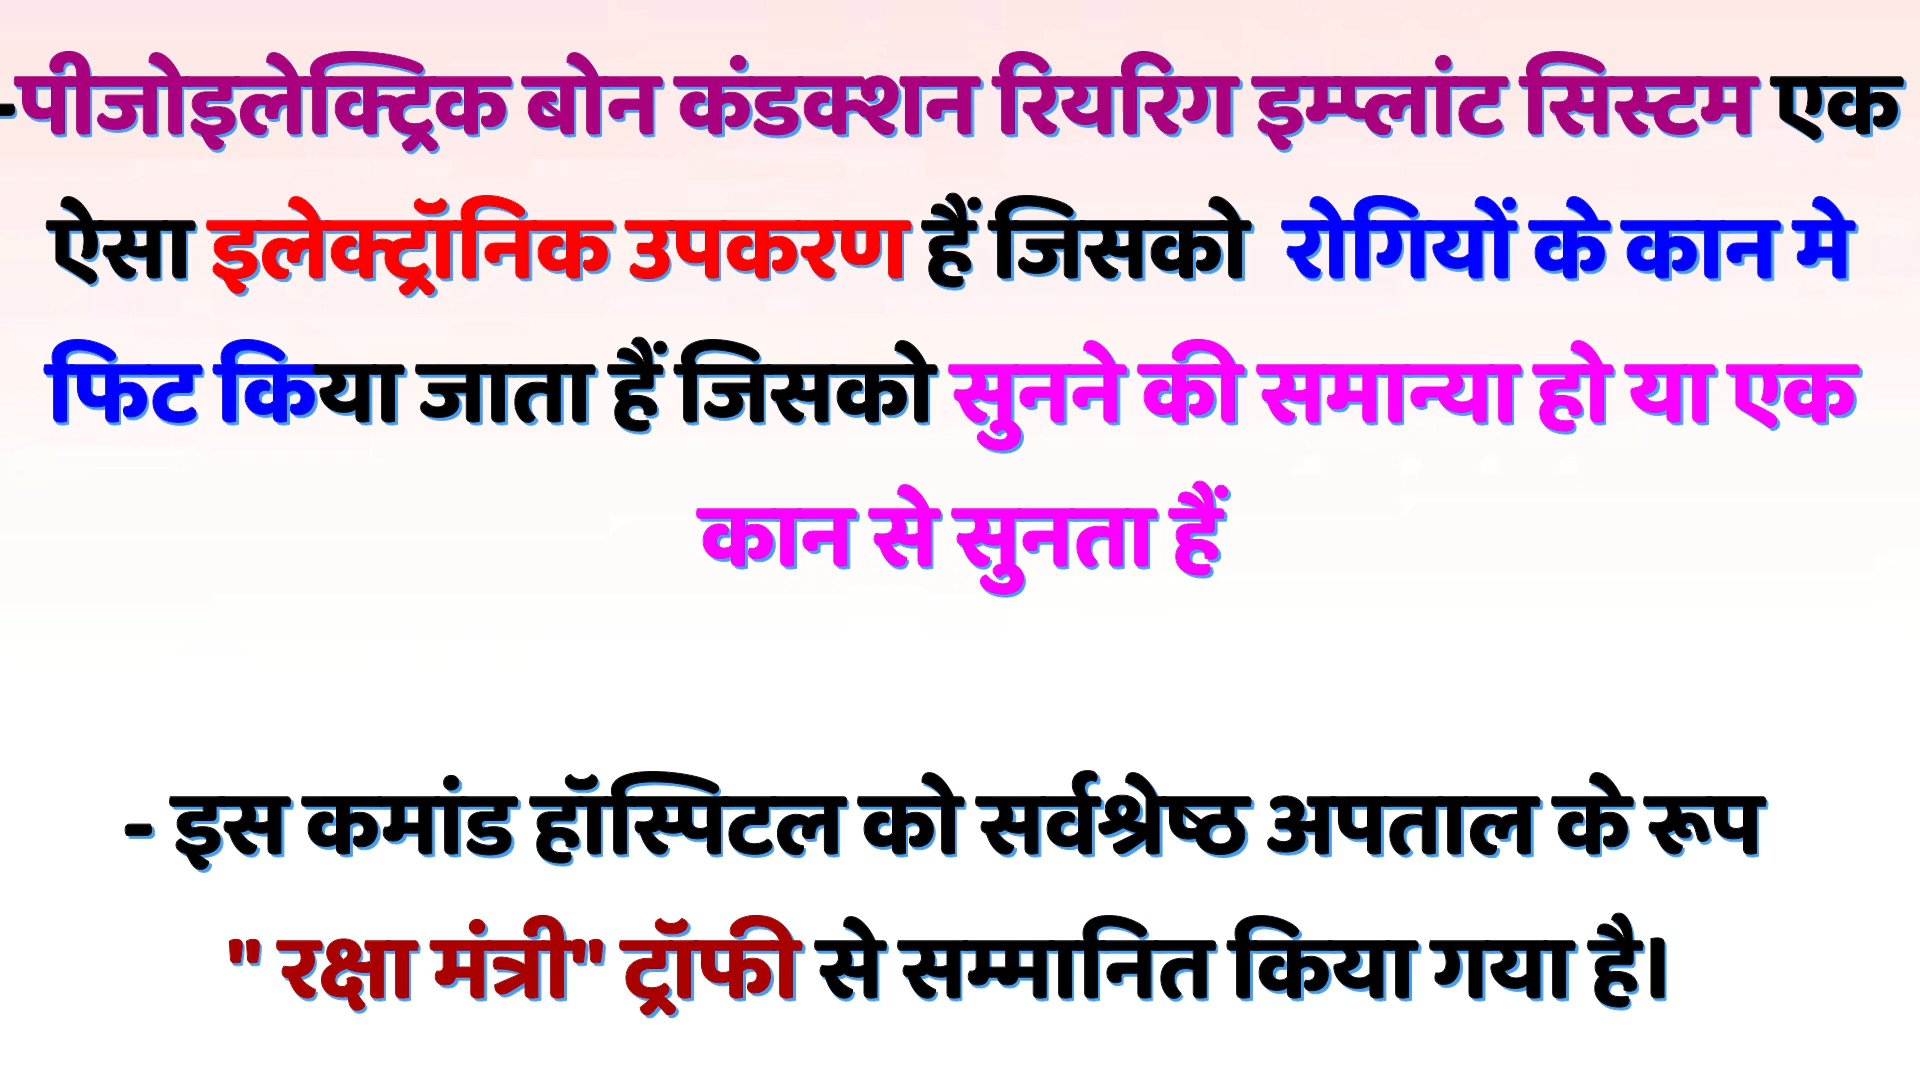 -पीजोइलेक्ट्रिक बोन कंडक्शन रियरिग इम्प्लांट सिस्टम एक
ऐसा इलेक्ट्रॉनिक उपकरण हैं जिसको रोगियों के कान मे
फिट किया जाता हैं जिसको सुनने की समान्या हो या एक
कान से सुनता हैं
- इस कमांड हॉस्पिटल को सर्वश्रेष्ठ अपताल के रूप
" रक्षा मंत्री" ट्रॉफी से सम्मानित किया गया है।